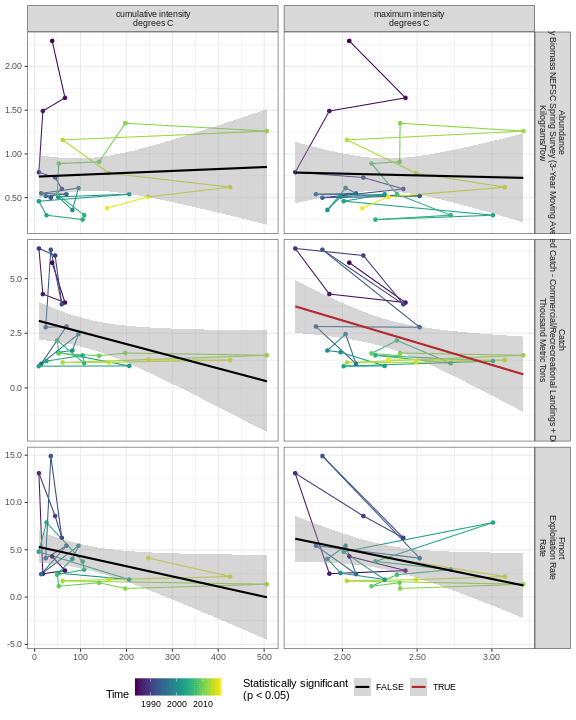 cumulative intensity
degrees C
maximum intensity
degrees C
2.00
1.50
1.00
0.50
Abundance
Biomass NEFSC Spring Survey (3-Year Moving
Kilograms/Tow
5.0
2.5
0.0
Catch
Catch - Commercial/Recrecreational Landings +
Thousand Metric Tons
15.0
10.0
5.0
0.0
-5.0
Fmort
Exploitation Rate
Rate
0 100 200 300 400 500
2.00 2.50 3.00
Time
1990 2000 2010
Statistically significant
(p < 0.05)
FALSE TRUE